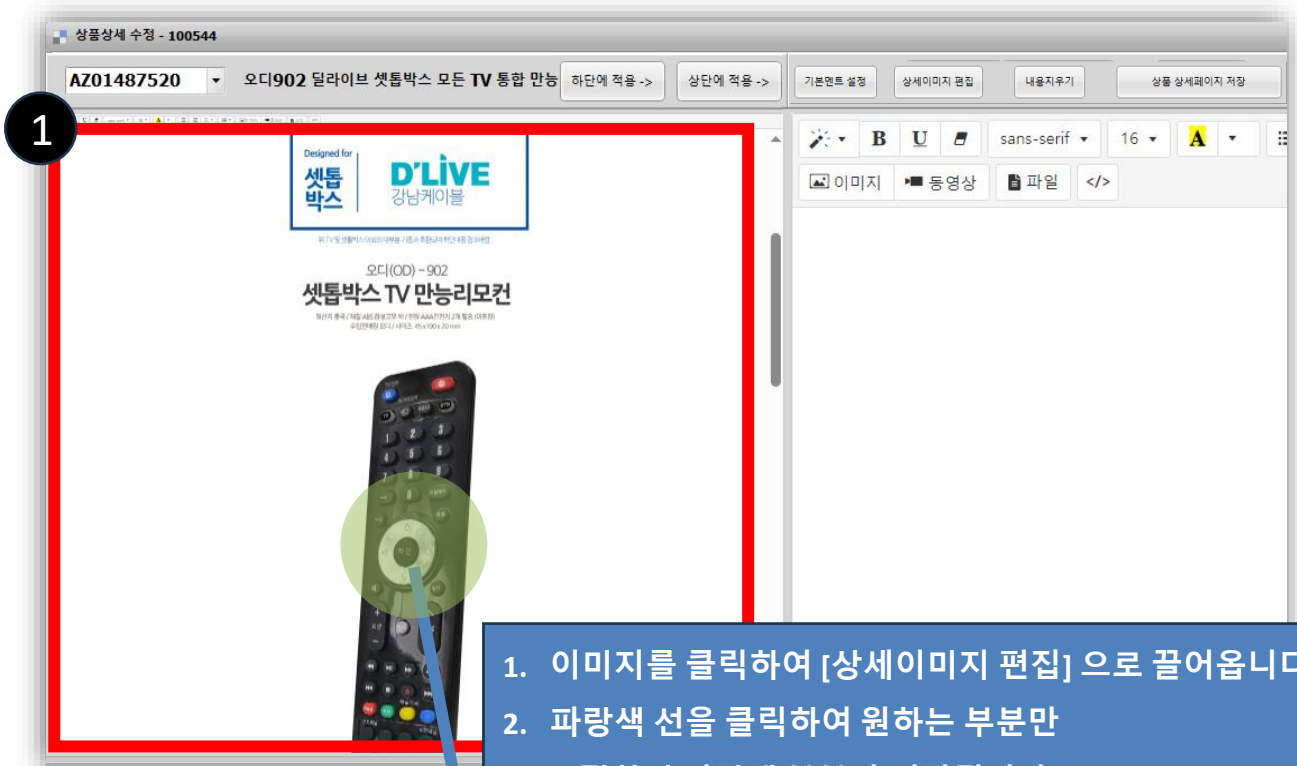 상품상세 수정 - 100544
AZ01487520 오디902 딜라이브 셋톱박스 모든 TV 통합 만능 하단에 적용 -> 상단에 적용 -> 기본멘트 설정 상세이미지 편집 내용지우기 상품 상세페이지 저장
1
B U sans-serif 16 A
이미지 동영상 파일 </>
Designed for
셋톱
박스
D'LIVE
강남케이블
오디(OD) - 902
셋톱박스 TV 만능리모컨
1. 이미지를 클릭하여 [상세이미지 편집] 으로 끌어옵니다
2. 파랑색 선을 클릭하여 원하는 부분만